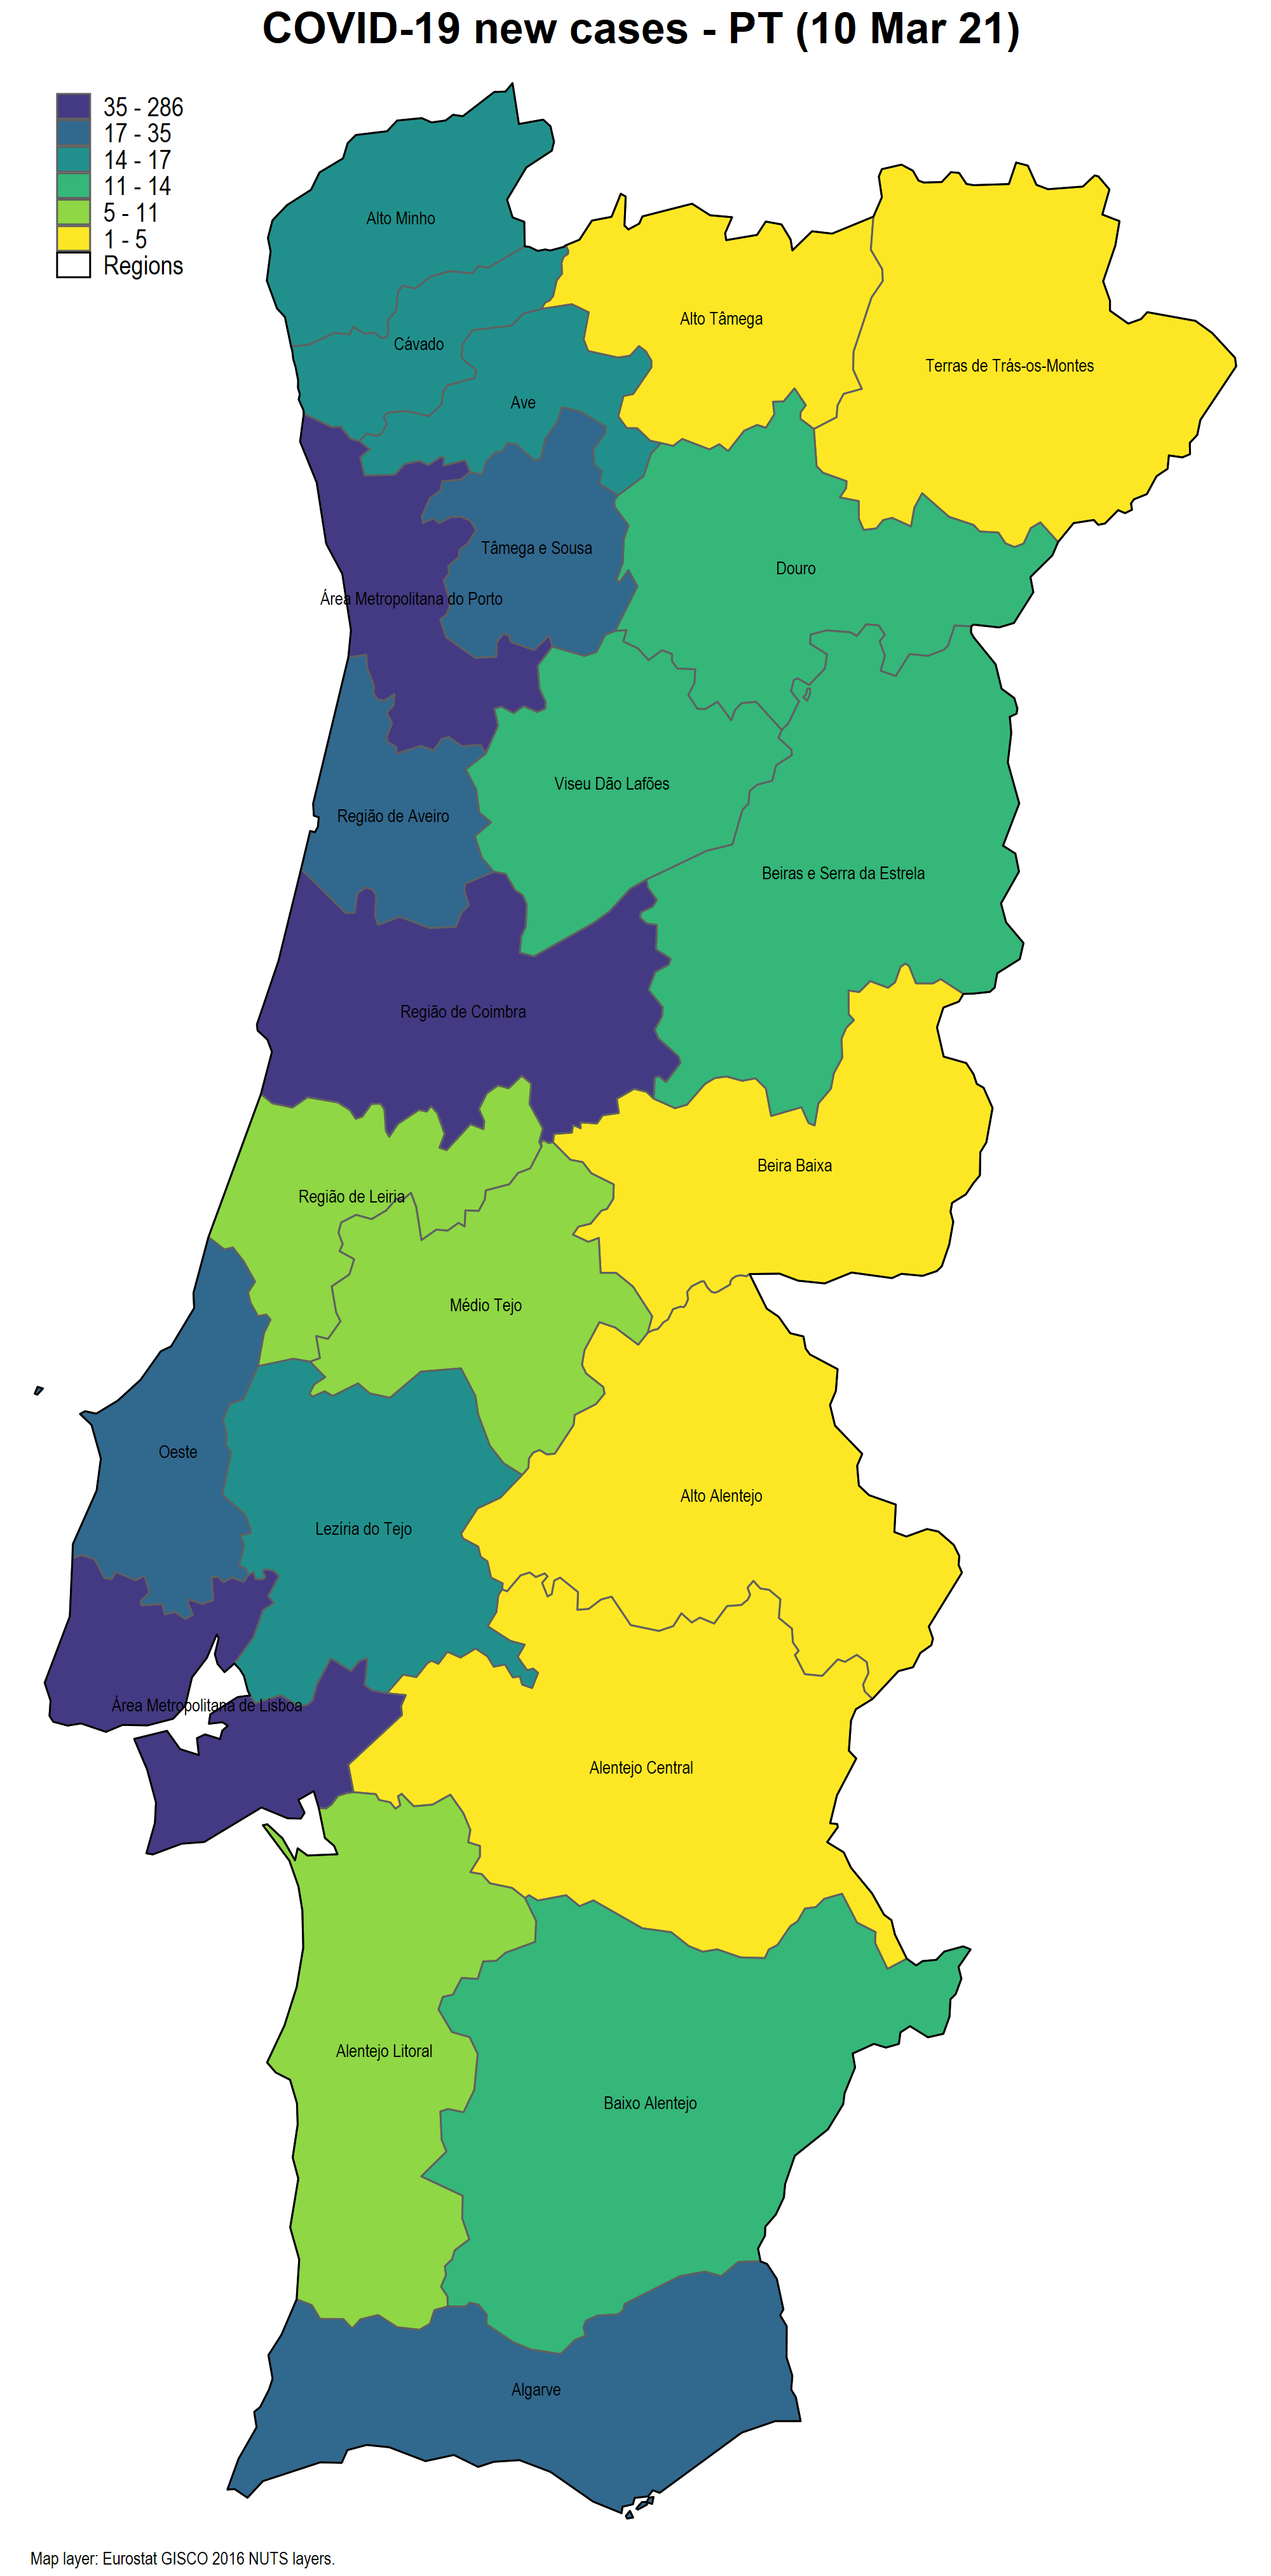 COVID-19 new cases - PT (10 Mar 21)
35 - 286
17 - 35
14 - 17
11 - 14
5 - 11
1 - 5
Regions
Alto Minho
Alto Tâmega
Cávado
Terras de Trás-os-Montes
Ave
Tâmega e Sousa
Douro
Área Metropolitana do Porto
Viseu Dão Lafões
Região de Aveiro
Beiras e Serra da Estrela
Região de Coimbra
Beira Baixa
Região de Leiria
Médio Tejo
Oeste
Alto Alentejo
Lezíria do Tejo
Área Metropolitana de Lisboa
Alentejo Central
Alentejo Litoral
Baixo Alentejo
Algarve
Map layer: Eurostat GISCO 2016 NUTS layers.